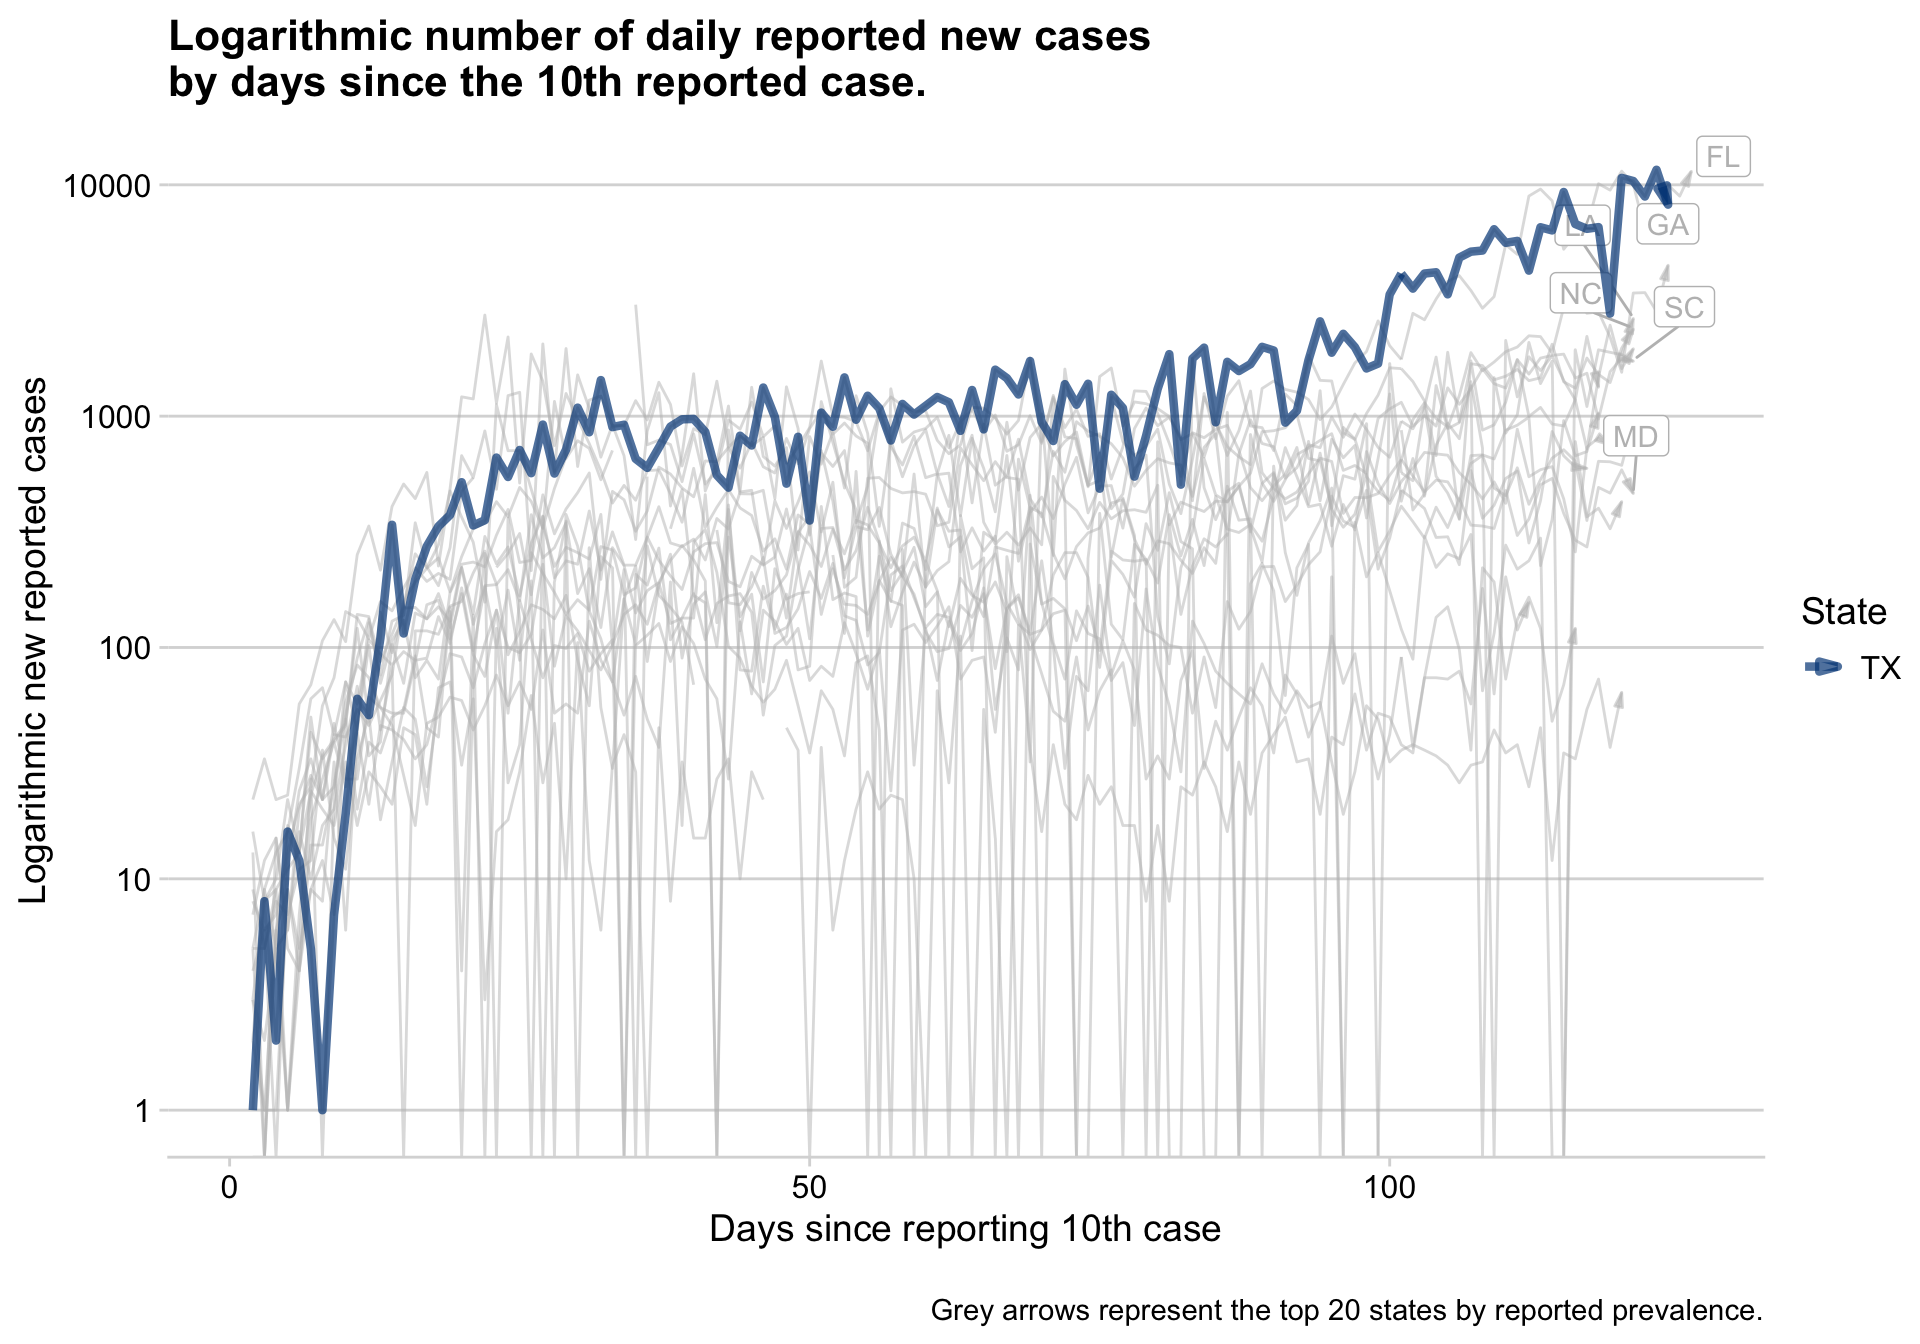 Logarithmic number of daily reported new cases
by days since the 10th reported case.
FL
10000
LA
GA
NC
SC
1000
MD
Logarithmic new reported cases
State
100
TX
10
1
0
50
100
Days since reporting 10th case
Grey arrows represent the top 20 states by reported prevalence.